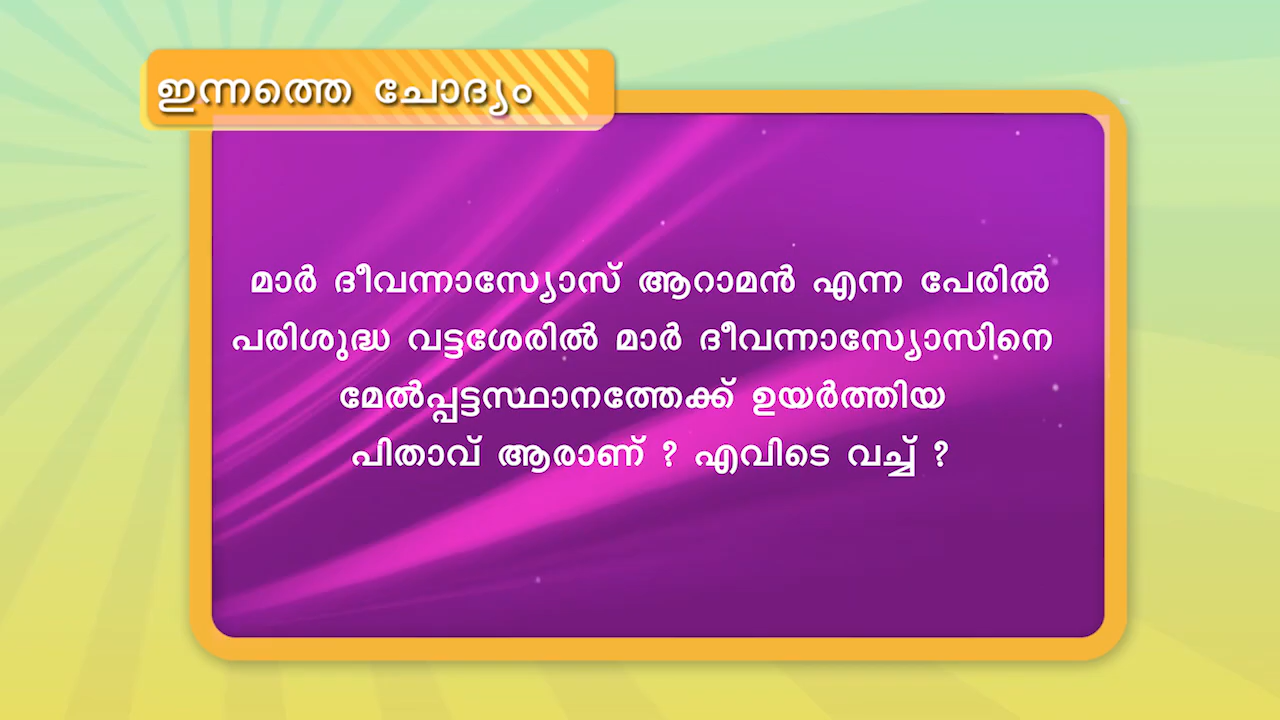 ഇന്നത്തെ ചോദ്യം
മാർ ദീവന്നാസ്യോസ് ആറാമൻ എന്ന പേരിൽ
പരിശുദ്ധ വട്ടശേരിൽ മാർ ദീവന്നാസ്യോസിനെ
മേൽപ്പട്ടസ്ഥാനത്തേക്ക് ഉയർത്തിയ
പിതാവ് ആരാണ് ? എവിടെ വച്ച് ?